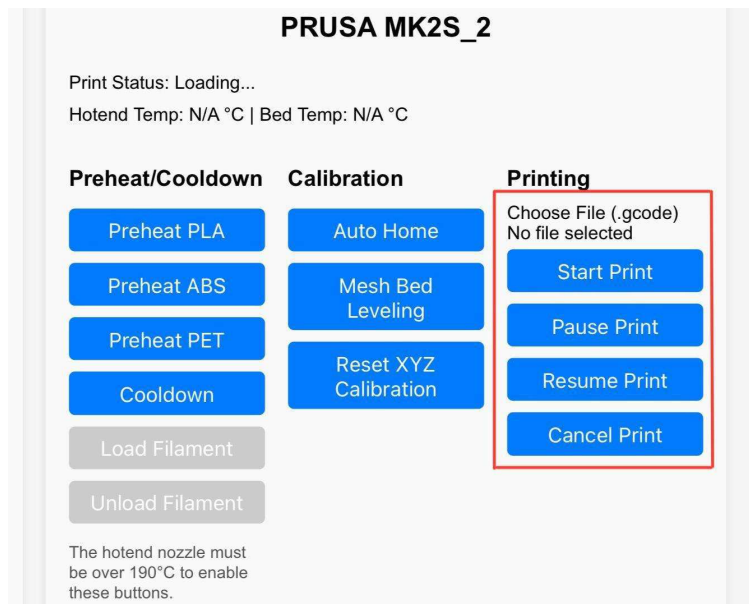 PRUSA MK2S_2
Print Status: Loading...
Hotend Temp: N/A °C | Bed Temp: N/A °C
Preheat/Cooldown
Preheat PLA
Preheat ABS
Preheat PET
Cooldown
Load Filament
Unload Filament
The hotend nozzle must
be over 190°C to enable
these buttons.
Calibration
Auto Home
Mesh Bed
Leveling
Reset XYZ
Calibration
Printing
Choose File (.gcode)
No file selected
Start Print
Pause Print
Resume Print
Cancel Print